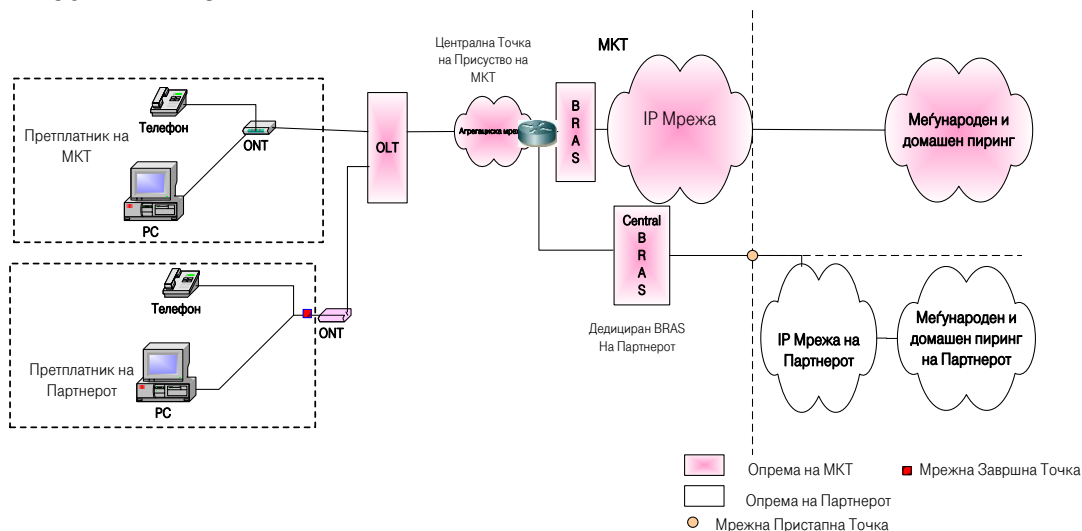 Централна Точка
на Присуство на
МКТ
МКТ
Претплатник на
МКТ
Телефон
ONT
PC
OLT
Агрегациска мреж
B
R
A
S
IP Мрежа
Меѓународен и
домашен пиринг
Претплатник на
Партнерот
Телефон
ONT
PC
Central
B
R
A
S
Дедициран BRAS
На Партнерот
IP Мрежа на
Партнерот
Меѓународен и
домашен пиринг
на Партнерот
Опрема на МКТ
Мрежна Завршна Точка
Опрема на Партнерот
Мрежна Пристапна Точка